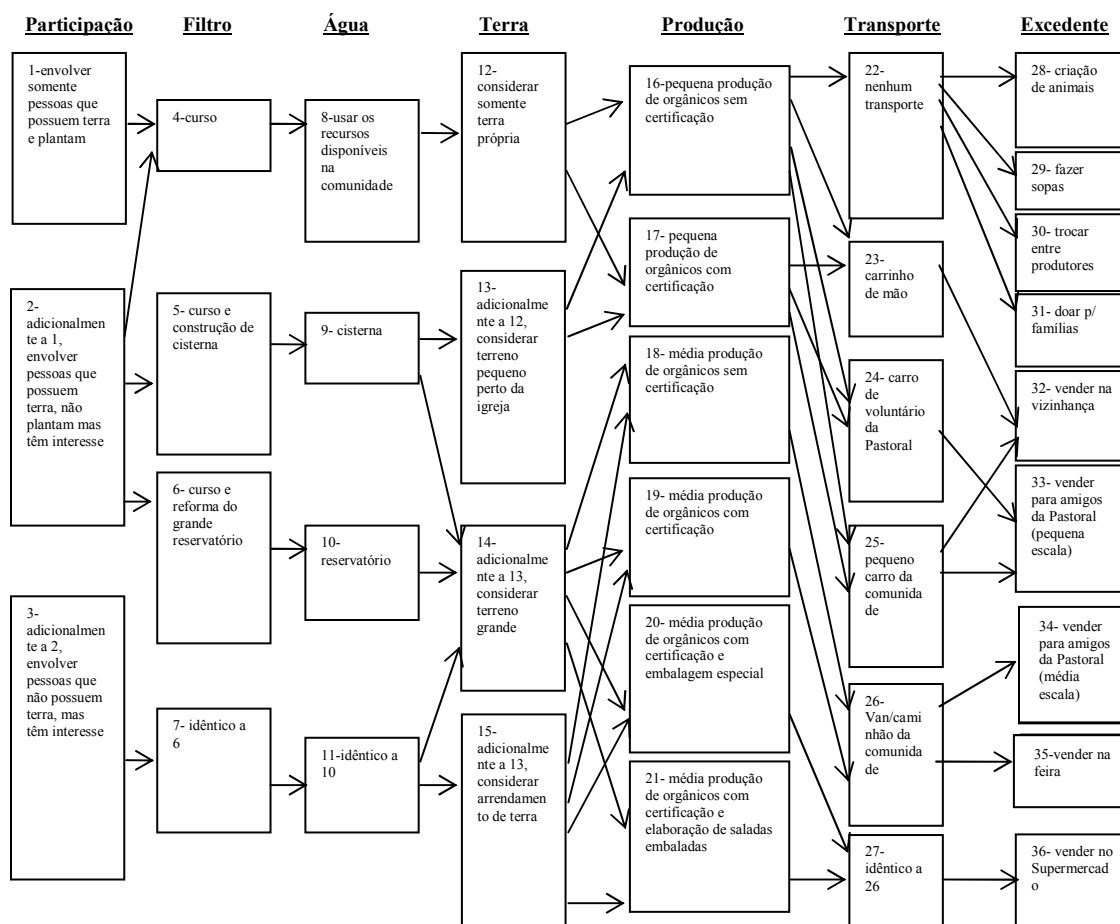 Participação
Filtro
Água
Terra
Produção
Transporte
Excedente
1-envolver
somente
pessoas que
possuem terra
e plantam
2-
adicionalmen
te a 1,
envolver
pessoas que
possuem
terra, não
plantam mas
têm interesse
3-
adicionalmen
te a 2,
envolver
pessoas que
não possuem
terra, mas
têm interesse
4-curso
5- curso e
construção de
cisterna
6- curso e
reforma do
grande
reservatório
7- idêntico a
6
8-usar os
recursos
disponíveis
na
comunidade
9- cisterna
10-
reservatório
11-idêntico a
10
12-
considerar
somente
terra
própria
13-
adicionalmen
te a 12,
considerar
terreno
pequeno
perto da
igreja
14-
adicionalme
nte a 13,
considerar
terreno
grande
15-
adicionalme
nte a 13,
considerar
arrendamen
to de terra
16-pequena produção
de orgânicos sem
certificação
17- pequena
produção de
orgânicos com
certificação
18- média produção
de orgânicos sem
certificação
19- média produção
de orgânicos com
certificação
20- média produção
de orgânicos com
certificação e
embalagem especial
21- média produção
de orgânicos com
certificação e
elaboração de saladas
embaladas
22-
nenhum
transporte
23-
carrinho
de mão
24- carro
de
voluntário
da
Pastoral
25-
pequeno
carro da
comunida
de
26-
Van/cami
nhão da
comunida
de
27-
idêntico a
26
28- criação
de animais
29- fazer
sopas
30- trocar
entre
produtores
31- doar p/
famílias
32- vender na
vizinhança
33- vender
para amigos
da Pastoral
(pequena
escala)
34- vender
para amigos
da Pastoral
(média
escala)
35-vender na
feira
36- vender no
Supermercad
o